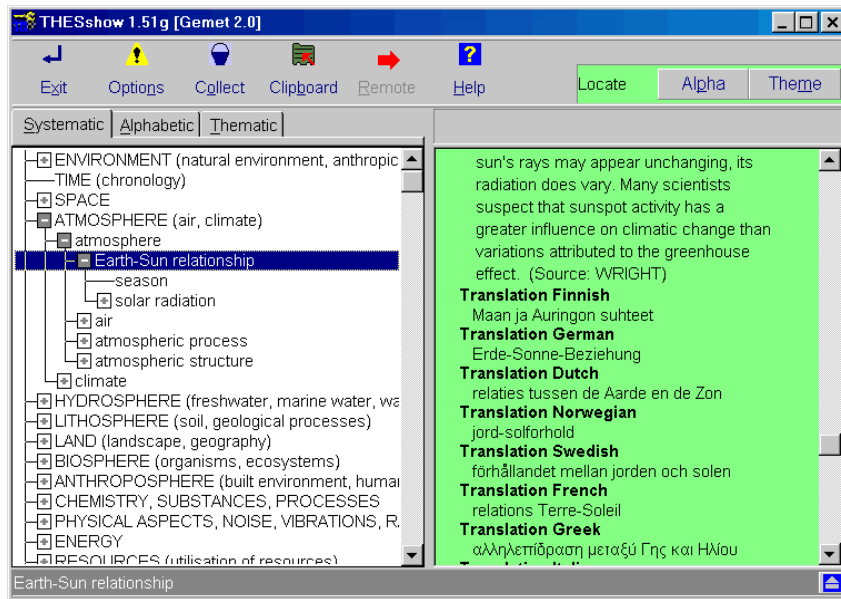 THESshow 1.51g [Gemet 2.0]
Exit Options Collect Clipboard Remote Help Locate Alpha Theme
Systematic Alphabetic Thematic
ENVIRONMENT (natural environment, anthropic
TIME (chronology)
SPACE
ATMOSPHERE (air, climate)
atmosphere
Earth-Sun relationship
season
solar radiation
air
atmospheric process
atmospheric structure
climate
HYDROSPHERE (freshwater, marine water, wa
LITHOSPHERE (soil, geological processes)
LAND (landscape, geography)
BIOSPHERE (organisms, ecosystems)
ANTHROPOSPHERE (built environment, human
CHEMISTRY, SUBSTANCES, PROCESSES
PHYSICAL ASPECTS, NOISE, VIBRATIONS, R
ENERGY
RESOURCES (utilisation of resources)
sun's rays may appear unchanging, its
radiation does vary. Many scientists
suspect that sunspot activity has a
greater influence on climatic change than
variations attributed to the greenhouse
effect. (Source: WRIGHT)
Translation Finnish
Maan ja Auringon suhteet
Translation German
Erde-Sonne-Beziehung
Translation Dutch
relaties tussen de Aarde en de Zon
Translation Norwegian
jord-solforhold
Translation Swedish
förhållandet mellan jorden och solen
Translation French
relations Terre-Soleil
Translation Greek
αλληλεπίδραση μεταξύ Γης και Ηλίου
Earth-Sun relationship